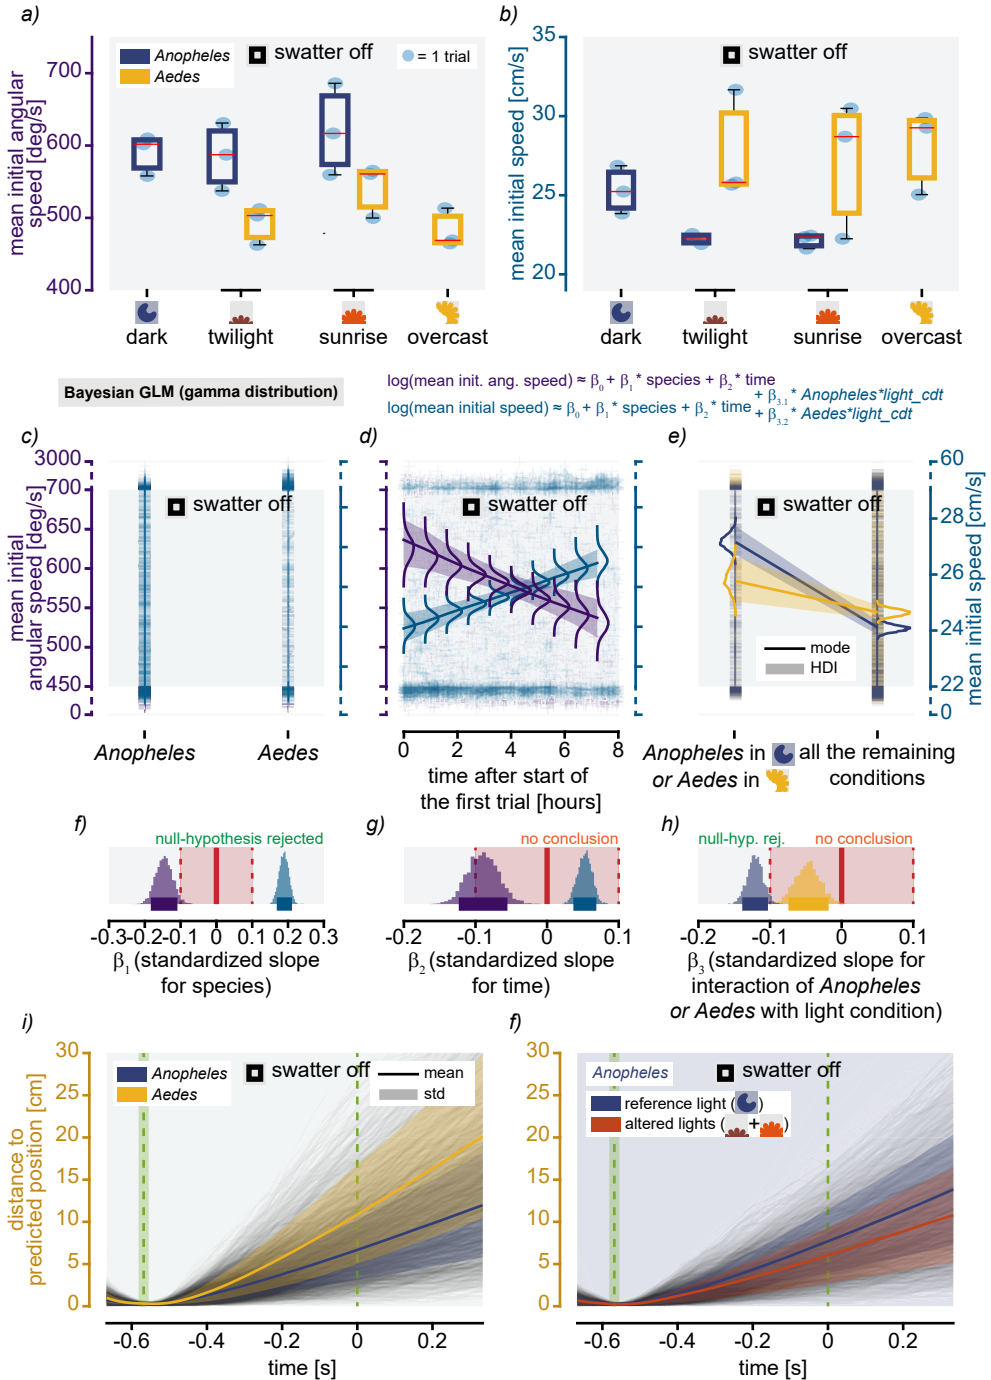 a)
b)
Anopheles
Aedes
swatter off
= 1 trial
mean initial angular
speed [deg/s]
700
600
500
400
dark
twilight
sunrise
overcast
swatter off
mean initial speed [cm/s]
35
30
25
20
dark
twilight
sunrise
overcast
Bayesian GLM (gamma distribution)
log(mean init. ang. speed) ≈ β0 + β1* species + β2* time
log(mean initial speed) ≈ β0 + β1* species + β2* time
+ β3.1* Anopheles*light_cdt
+ β3.2* Aedes*light_cdt
c)
d)
e)
mean initial
angular speed [deg/s]
3000
700
650
600
550
500
450
0
swatter off
Anopheles
Aedes
swatter off
0 2 4 6 8
time after start of
the first trial [hours]
swatter off
mode
HDI
60
28
26
24
22
0
mean initial speed [cm/s]
Anopheles in
or Aedes in
all the remaining
conditions
f)
null-hypothesis rejected
-0.3 -0.2 -0.1 0 0.1 0.2 0.3
β1 (standardized slope
for species)
g)
no conclusion
-0.2 -0.1 0 0.1
β2 (standardized slope
for time)
h)
null-hyp. rej.
no conclusion
-0.2 -0.1 0 0.1
β3 (standardized slope for
interaction of Anopheles
or Aedes with light condition)
i)
Anopheles
Aedes
swatter off
mean
std
distance to
predicted position [cm]
30
25
20
15
10
5
0
-0.6 -0.4 -0.2 0 0.2
time [s]
f)
Anopheles
swatter off
reference light ( )
altered lights ( + )
30
25
20
15
10
5
0
-0.6 -0.4 -0.2 0 0.2
time [s]